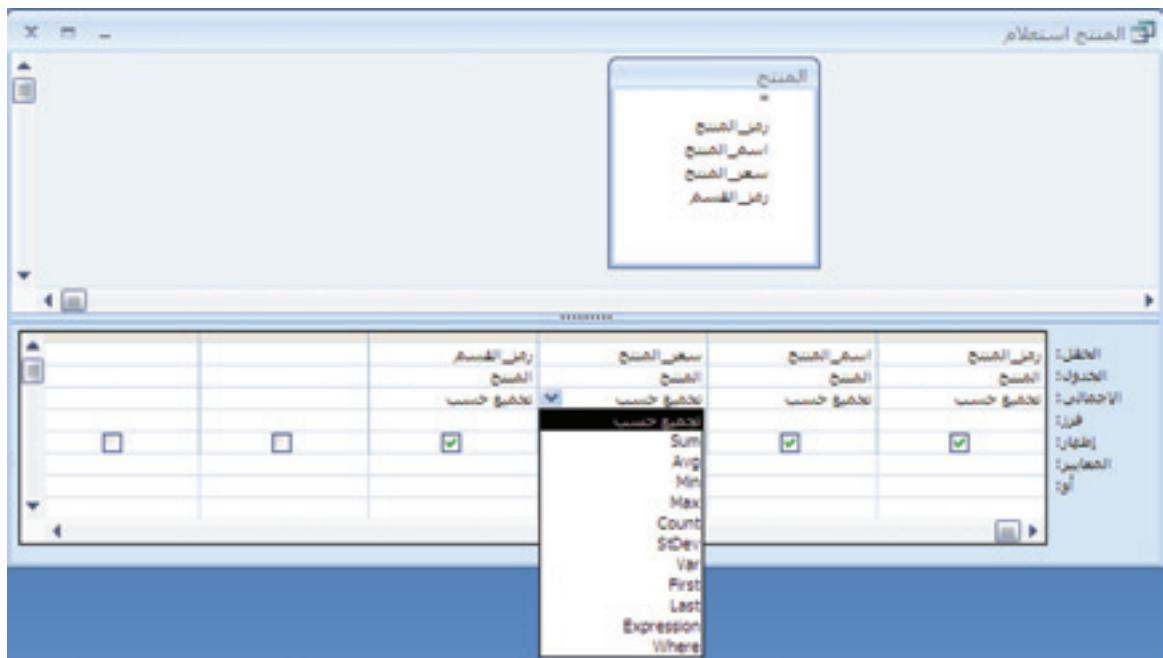 المنتج استعلام
المنتج
*
رمز_المنتج
اسم_المنتج
سعر_المنتج
رمز_القسم
الحقل: رمز_المنتج اسم_المنتج سعر_المنتج رمز_القسم
الجدول: المنتج المنتج المنتج المنتج
الإجمالي: تجميع حسب تجميع حسب تجميع حسب تجميع حسب
فرز:
إظهار:
المعايير:
أو:
تجميع حسب
Sum
Avg
Min
Max
Count
StDev
Var
First
Last
Expression
Where